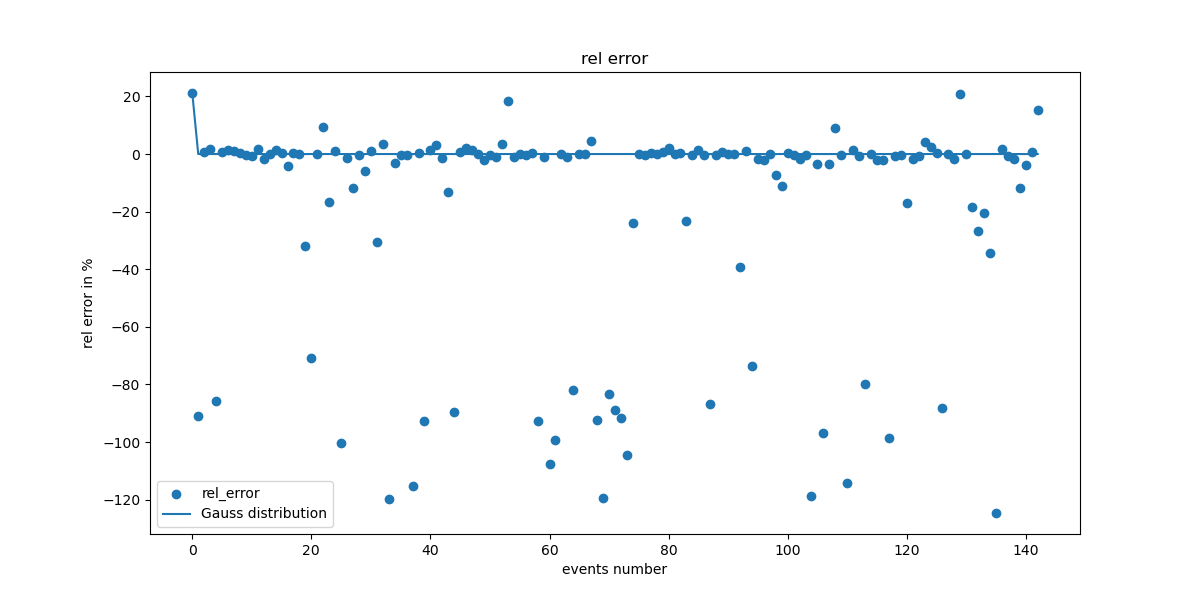 rel error
20
0
−20
−40
−60
−80
−100
−120
rel error in %
rel_error
Gauss distribution
0 20 40 60 80 100 120 140
events number